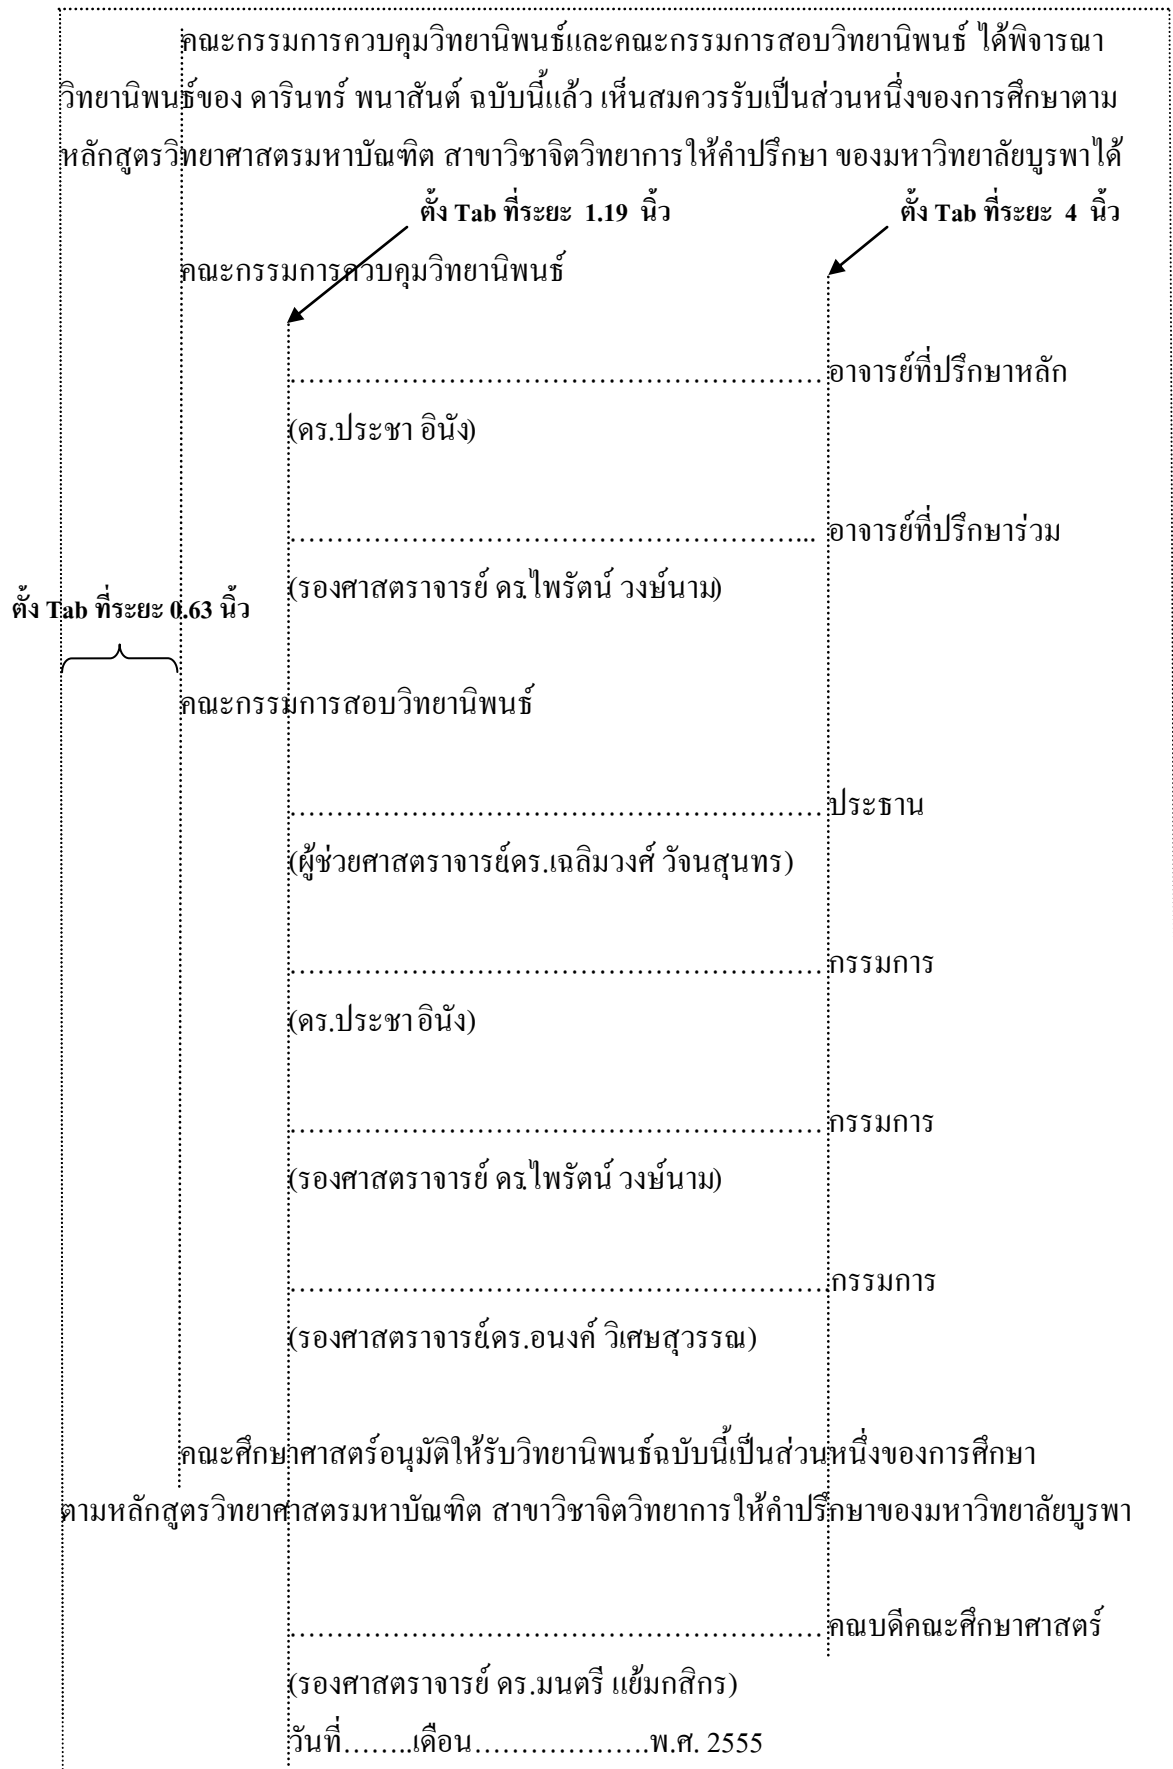 คณะกรรมการควบคุมวิทยานิพนธ์และคณะกรรมการสอบวิทยานิพนธ์ ได้พิจารณา
วิทยานิพนธ์ของ ดารินทร์ พนาสันต์ ฉบับนี้แล้ว เห็นสมควรรับเป็นส่วนหนึ่งของการศึกษาตาม
หลักสูตรวิทยาศาสตรมหาบัณฑิต สาขาวิชาจิตวิทยาการให้คำปรึกษา ของมหาวิทยาลัยบูรพาได้
ตั้ง Tab ที่ระยะ 1.19 นิ้ว ตั้ง Tab ที่ระยะ 4 นิ้ว
คณะกรรมการควบคุมวิทยานิพนธ์
…………………………………………………อาจารย์ที่ปรึกษาหลัก
(ดร.ประชา อินัง)
………………………………………………... อาจารย์ที่ปรึกษาร่วม
(รองศาสตราจารย์ ดร.ไพรัตน์ วงษ์นาม)
ตั้ง Tab ที่ระยะ 0.63 นิ้ว
คณะกรรมการสอบวิทยานิพนธ์
…………………………………………………ประธาน
(ผู้ช่วยศาสตราจารย์ ดร.เฉลิมวงศ์ วัจนสุนทร)
…………………………………………………กรรมการ
(ดร.ประชา อินัง)
…………………………………………………กรรมการ
(รองศาสตราจารย์ ดร.ไพรัตน์ วงษ์นาม)
…………………………………………………กรรมการ
(รองศาสตราจารย์ ดร.อนงค์ วิเศษสุวรรณ)
คณะศึกษาศาสตร์อนุมัติให้รับวิทยานิพนธ์ฉบับนี้เป็นส่วนหนึ่งของการศึกษา
ตามหลักสูตรวิทยาศาสตรมหาบัณฑิต สาขาวิชาจิตวิทยาการให้คำปรึกษาของมหาวิทยาลัยบูรพา
…………………………………………………คณบดีคณะศึกษาศาสตร์
(รองศาสตราจารย์ ดร.มนตรี แย้มกสิกร)
วันที่……..เดือน……………….พ.ศ. 2555